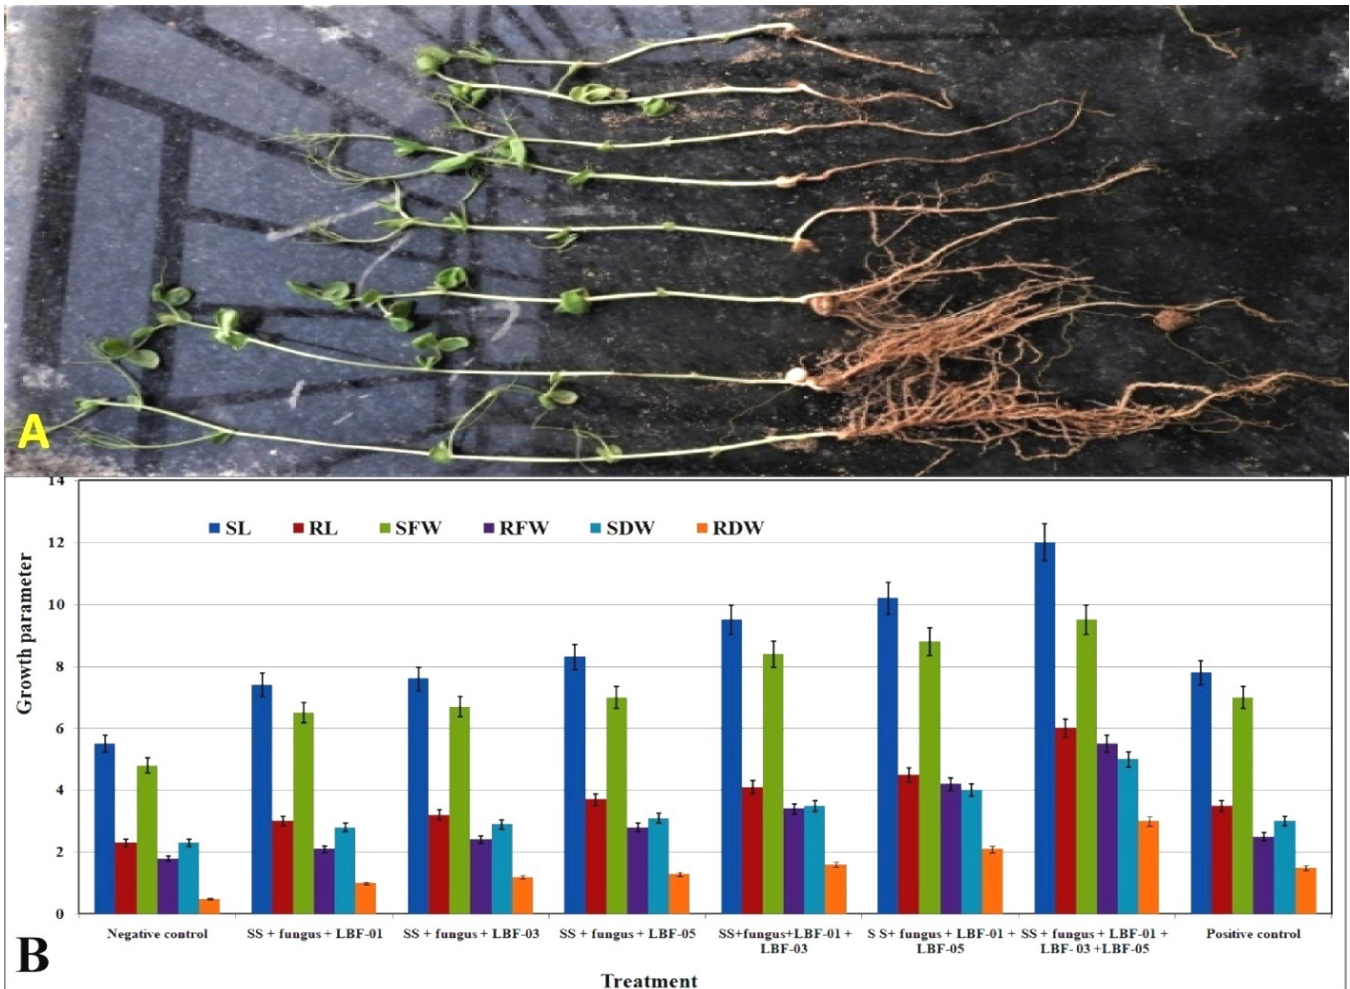 A
14
SL RL SFW RFW SDW RDW
12
10
8
6
4
2
0
Growth parameter
Negative control
SS + fungus + LBF-01
SS + fungus + LBF-03
SS + fungus + LBF-05
SS+fungus+LBF-01 +
LBF-03
S S+ fungus + LBF-01 +
LBF-05
SS + fungus + LBF-01 +
LBF- 03 +LBF-05
Positive control
B
Treatment